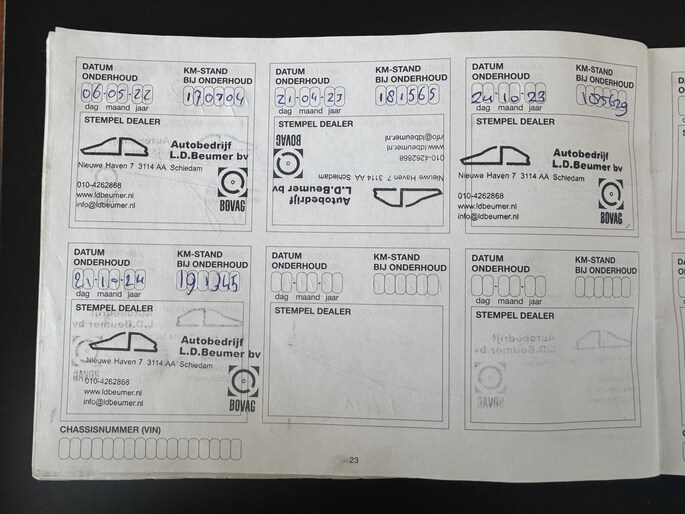 DATUM ONDERHOUD
KM-STAND BIJ ONDERHOUD
06-05-22
170704
dag maand jaar
STEMPEL DEALER
Autobedrijf
L.D.Beumer bv
Nieuwe Haven 7 3114 AA Schiedam
010-4262868
www.ldbeumer.nl
info@ldbeumer.nl
BOVAG
DATUM ONDERHOUD
KM-STAND BIJ ONDERHOUD
21-04-23
181565
dag maand jaar
STEMPEL DEALER
Autobedrijf
L.D.Beumer bv
Nieuwe Haven 7 3114 AA Schiedam
010-4262868
www.ldbeumer.nl
info@ldbeumer.nl
BOVAG
DATUM ONDERHOUD
KM-STAND BIJ ONDERHOUD
24-10-23
185629
dag maand jaar
STEMPEL DEALER
Autobedrijf
L.D.Beumer bv
Nieuwe Haven 7 3114 AA Schiedam
010-4262868
www.ldbeumer.nl
info@ldbeumer.nl
BOVAG
DATUM ONDERHOUD
KM-STAND BIJ ONDERHOUD
21-10-24
191345
dag maand jaar
STEMPEL DEALER
Autobedrijf
L.D.Beumer bv
Nieuwe Haven 7 3114 AA Schiedam
010-4262868
www.ldbeumer.nl
info@ldbeumer.nl
BOVAG
DATUM ONDERHOUD
KM-STAND BIJ ONDERHOUD
dag maand jaar
STEMPEL DEALER
DATUM ONDERHOUD
KM-STAND BIJ ONDERHOUD
dag maand jaar
STEMPEL DEALER
CHASSISNUMMER (VIN)
23